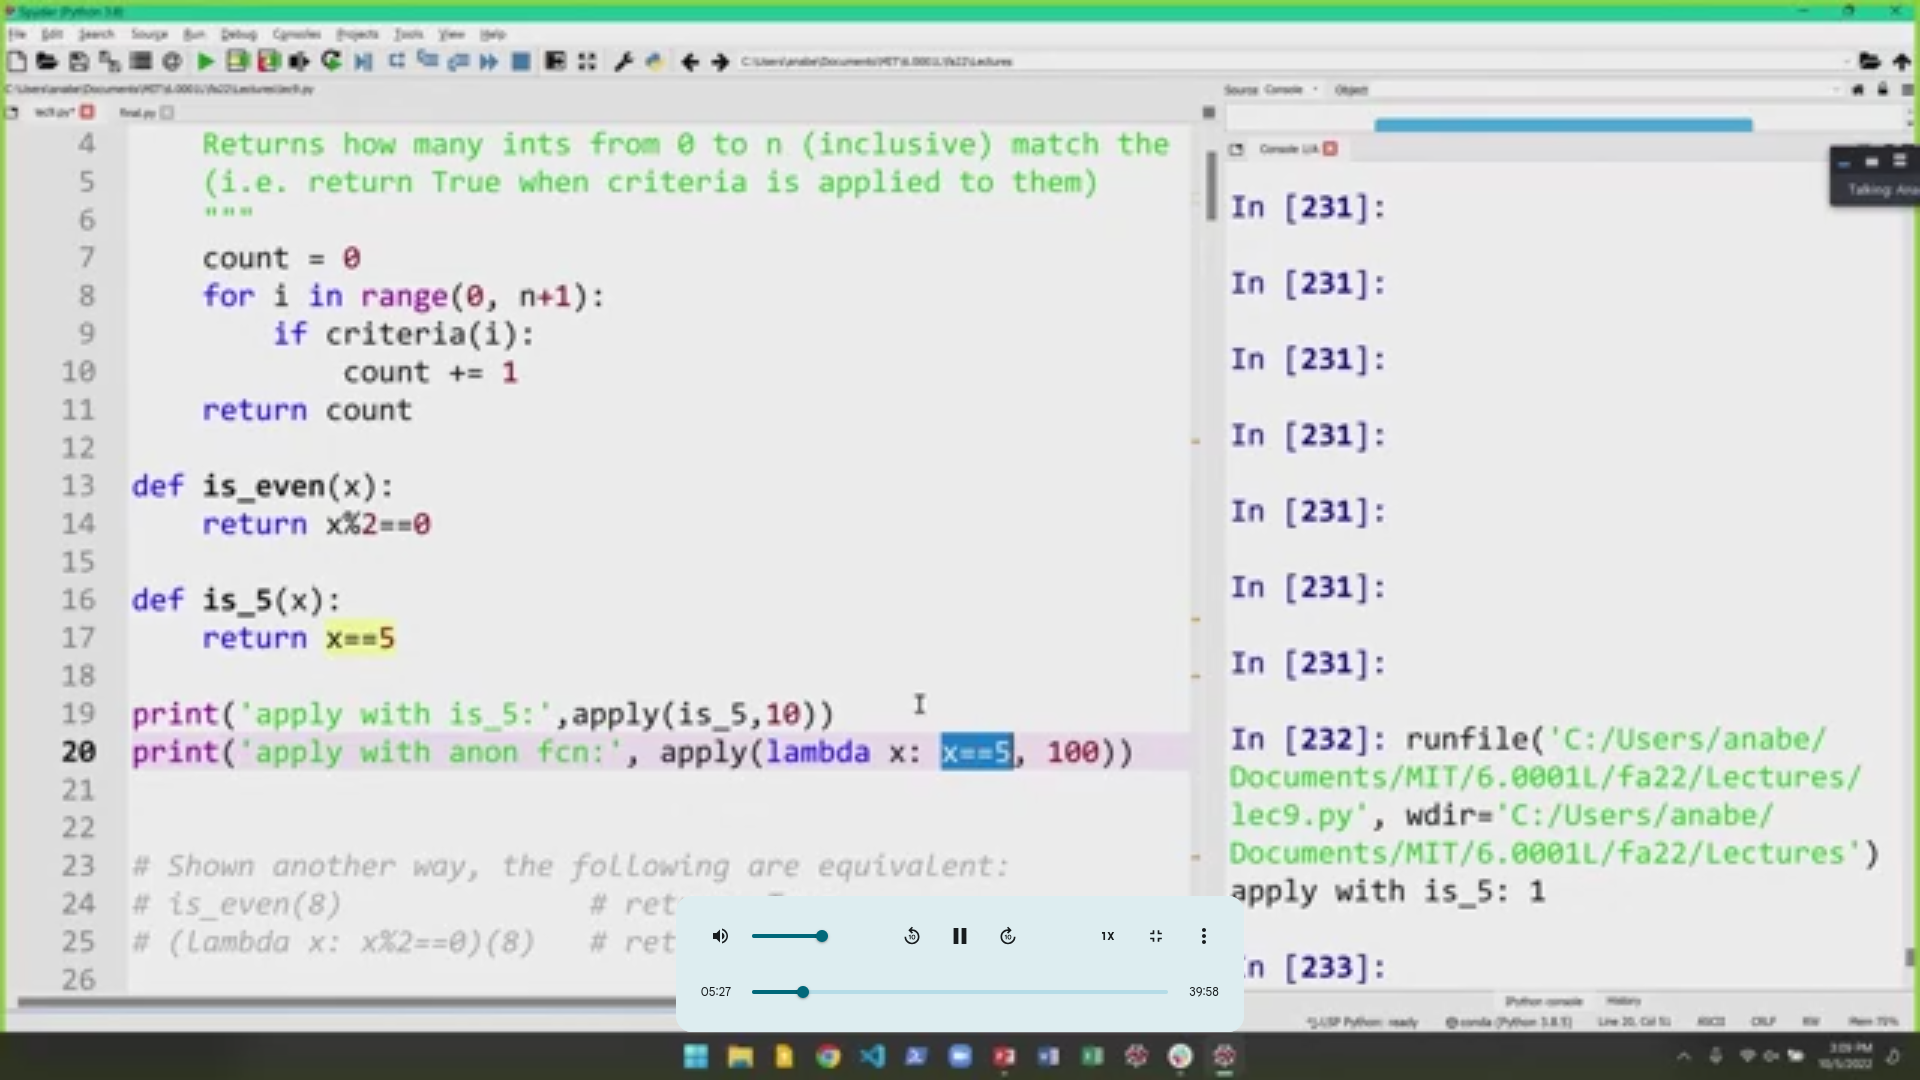 Spyder (Python 3.8)
File Edit Search Source Run Debug Consoles Projects Tools View Help
C:\Users\anabe\Documents\MIT\6.0001L\fa22\Lectures
C:\Users\anabe\Documents\MIT\6.0001L\fa22\Lectures\lec9.py
lec9.py* final.py
4 Returns how many ints from 0 to n (inclusive) match the
5 (i.e. return True when criteria is applied to them)
6 """
7 count = 0
8 for i in range(0, n+1):
9 if criteria(i):
10 count += 1
11 return count
12
13 def is_even(x):
14 return x%2==0
15
16 def is_5(x):
17 return x==5
18
19 print('apply with is_5:',apply(is_5,10))
20 print('apply with anon fcn:', apply(lambda x: x==5, 100))
21
22
23 # Shown another way, the following are equivalent:
24 # is_even(8) # ret
25 # (lambda x: x%2==0)(8) # ret
26
Source Console Object
Console 1/A
Talking: Ana
In [231]:
In [231]:
In [231]:
In [231]:
In [231]:
In [231]:
In [231]:
In [232]: runfile('C:/Users/anabe/
Documents/MIT/6.0001L/fa22/Lectures/
lec9.py', wdir='C:/Users/anabe/
Documents/MIT/6.0001L/fa22/Lectures')
apply with is_5: 1
n [233]:
1X
05:27 39:58
IPython console History
LSP Python: ready conda (Python 3.8.5) Line 20, Col 51 ASCII CRLF RW Mem 75%
3:09 PM
10/5/2022